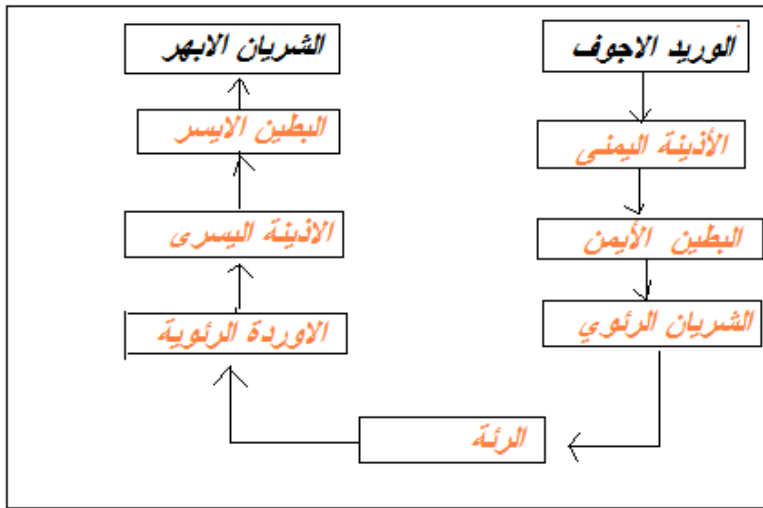 الوريد الاجوف
الأذينة اليمنى
البطين الأيمن
الشريان الرئوي
الرئة
الاوردة الرئوية
الاذينة اليسرى
البطين الايسر
الشريان الابهر